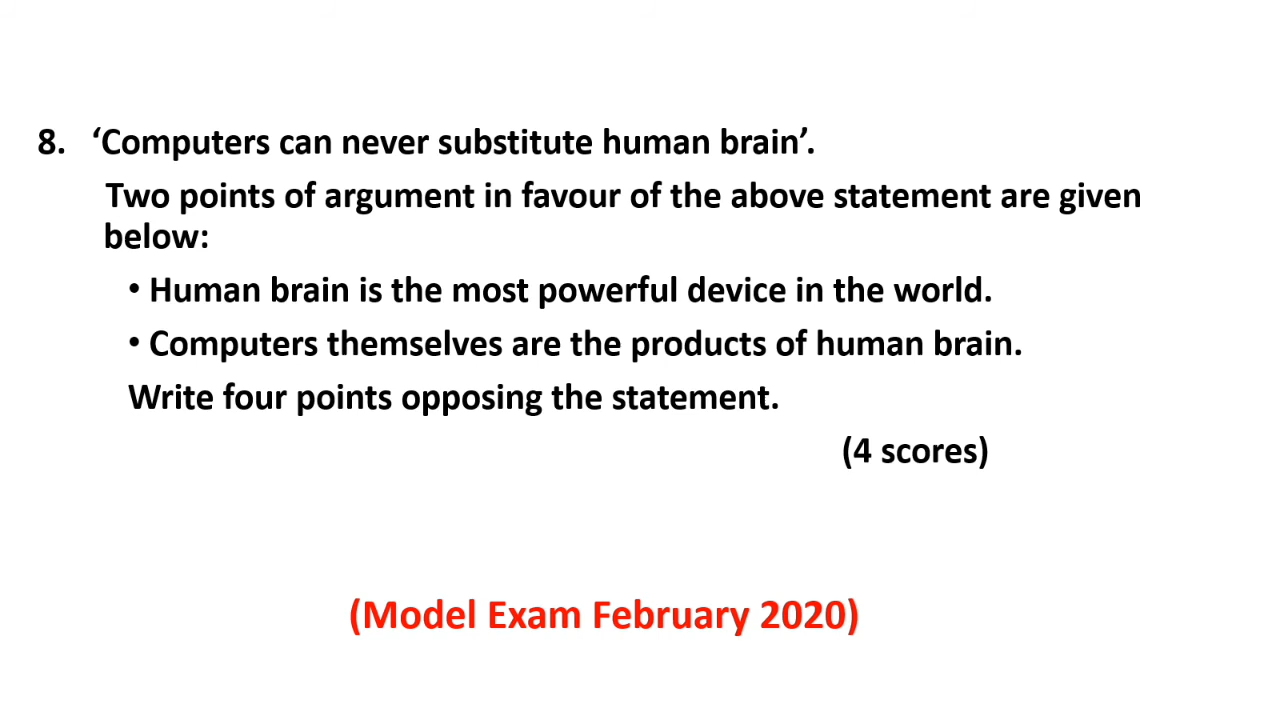 8. ‘Computers can never substitute human brain’.
Two points of argument in favour of the above statement are given
below:
• Human brain is the most powerful device in the world.
• Computers themselves are the products of human brain.
Write four points opposing the statement.
(4 scores)
(Model Exam February 2020)